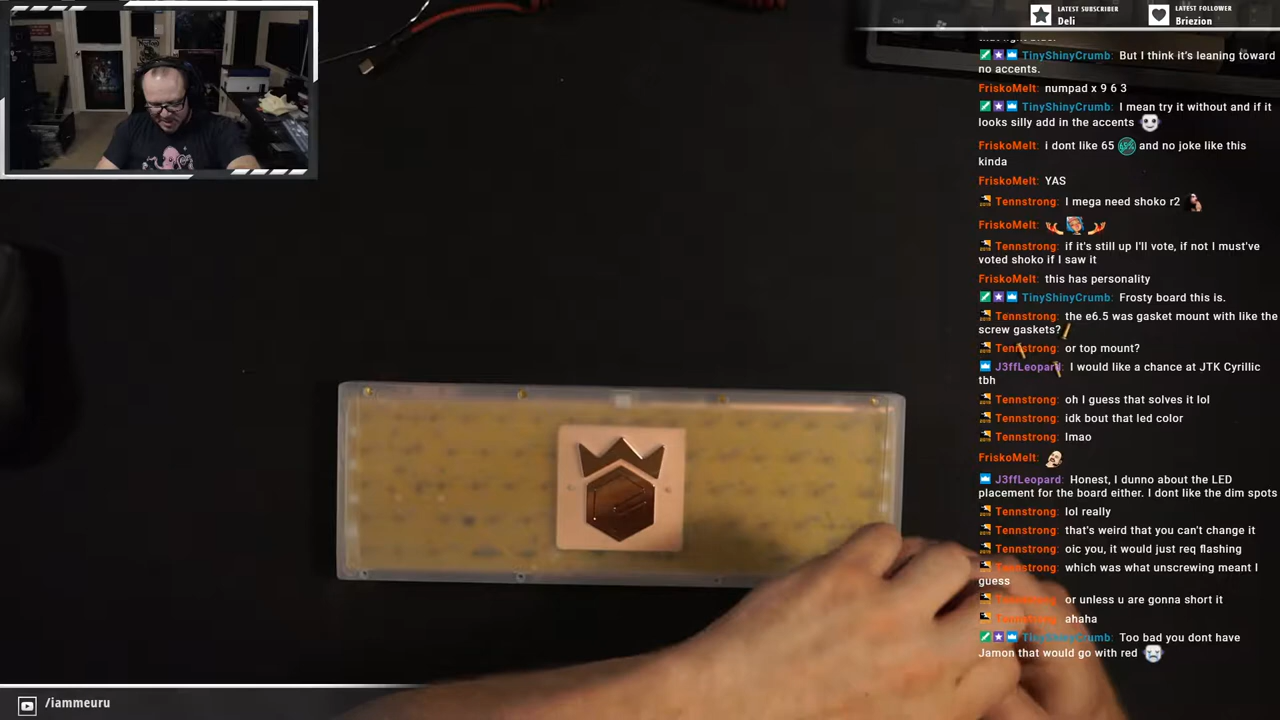 LATEST SUBSCRIBER
Deli
LATEST FOLLOWER
Briezion
TinyShinyCrumb: But I think it's leaning toward
no accents.
FriskoMelt: numpad x 9 6 3
TinyShinyCrumb: I mean try it without and if it
looks silly add in the accents
FriskoMelt: i dont like 65 and no joke like this
kinda
FriskoMelt: YAS
Tennstrong: I mega need shoko r2
FriskoMelt:
Tennstrong: if it's still up I'll vote, if not I must've
voted shoko if I saw it
FriskoMelt: this has personality
TinyShinyCrumb: Frosty board this is.
Tennstrong: the e6.5 was gasket mount with like the
screw gaskets?
Tennstrong: or top mount?
J3ffLeopard: I would like a chance at JTK Cyrillic
tbh
Tennstrong: oh I guess that solves it lol
Tennstrong: idk bout that led color
Tennstrong: lmao
FriskoMelt:
J3ffLeopard: Honest, I dunno about the LED
placement for the board either. I dont like the dim spots
Tennstrong: lol really
Tennstrong: that's weird that you can't change it
Tennstrong: oic you, it would just req flashing
Tennstrong: which was what unscrewing meant I
guess
Tennstrong: or unless u are gonna short it
Tennstrong: ahaha
TinyShinyCrumb: Too bad you dont have
Jamon that would go with red
/iammeuru